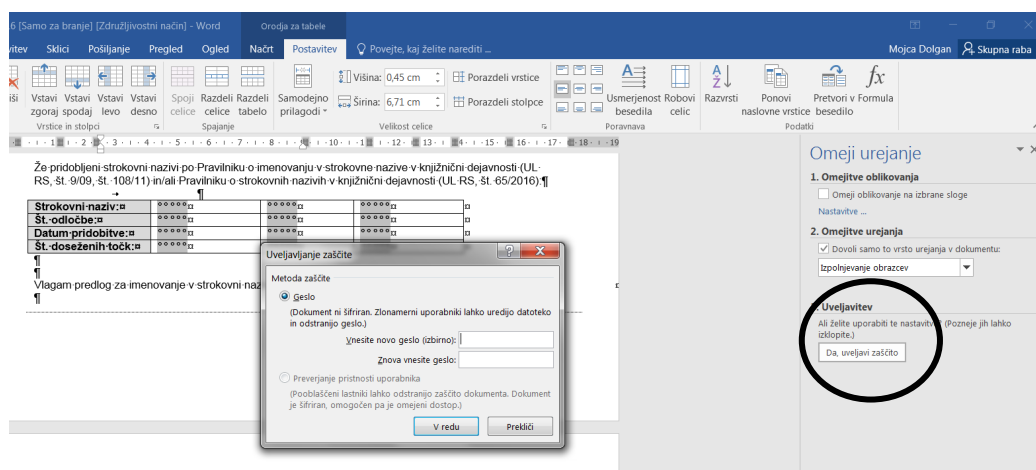 6 [Samo za branje] [Združljivostni način] - Word
Orodja za tabele
vitev Sklici Pošiljanje Pregled Ogled Načrt Postavitev Povejte, kaj želite narediti ... Mojca Dolgan Skupna raba
iši Vstavi zgoraj Vstavi spodaj Vstavi levo Vstavi desno
Spoji celice Razdeli celice Razdeli tabelo
Samodejno prilagodi
Višina: 0,45 cm Porazdeli vrstice
Širina: 6,71 cm Porazdeli stolpce
Usmerjenost besedila Robovi celic
Razvrsti Ponovi naslovne vrstice Pretvori v besedilo Formula
Vrstice in stolpci Spajanje Velikost celice Poravnava Podatki
Že·pridobljeni·strokovni·nazivi·po·Pravilniku·o·imenovanju·v·strokovne·nazive·v·knjižnični·dejavnosti·(UL·
RS,·št.·9/09,·št.·108/11)·in/ali·Pravilniku·o·strokovnih·nazivih·v·knjižnični·dejavnosti·(UL·RS,·št.·65/2016):¶
¶
Strokovni·naziv:¤ °°°°°¤ °°°°°¤ °°°°°¤ ¤
Št.·odločbe:¤ °°°°°¤ °°°°°¤ °°°°°¤ ¤
Datum·pridobitve:¤ °°°°°¤ °°°°°¤ °°°°°¤ ¤
Št.·doseženih·točk:¤ °°°°°¤ °°°°°¤ °°°°°¤ ¤
¶
¶
Vlagam·predlog·za·imenovanje·v·strokovni·naz
¶
Uveljavljanje zaščite
Metoda zaščite
Geslo
(Dokument ni šifriran. Zlonamerni uporabniki lahko uredijo datoteko
in odstranijo geslo.)
Vnesite novo geslo (izbirno):
Znova vnesite geslo:
Preverjanje pristnosti uporabnika
(Pooblaščeni lastniki lahko odstranijo zaščito dokumenta. Dokument
je šifriran, omogočen pa je omejeni dostop.)
V redu Prekliči
Omeji urejanje
1. Omejitve oblikovanja
Omeji oblikovanje na izbrane sloge
Nastavitve ...
2. Omejitve urejanja
Dovoli samo to vrsto urejanja v dokumentu:
Izpolnjevanje obrazcev
3. Uveljavitev
Ali želite uporabiti te nastavitve? (Pozneje jih lahko
izklopite.)
Da, uveljavi zaščito